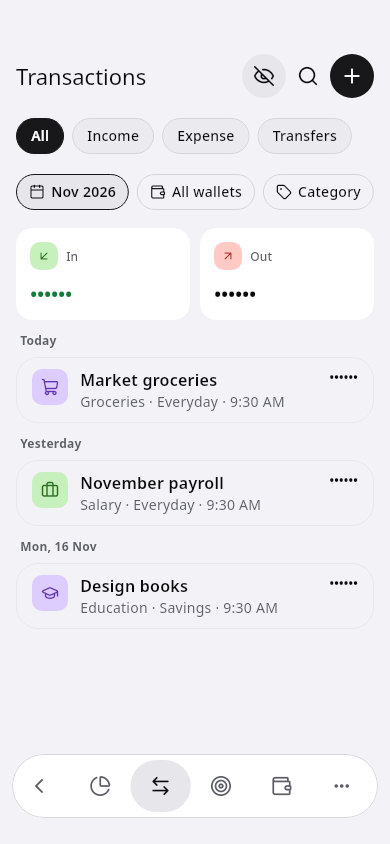 Transactions
All Income Expense Transfers
Nov 2026 All wallets Category
In Out
•••••• ••••••
Today
Market groceries ••••••
Groceries · Everyday · 9:30 AM
Yesterday
November payroll ••••••
Salary · Everyday · 9:30 AM
Mon, 16 Nov
Design books ••••••
Education · Savings · 9:30 AM